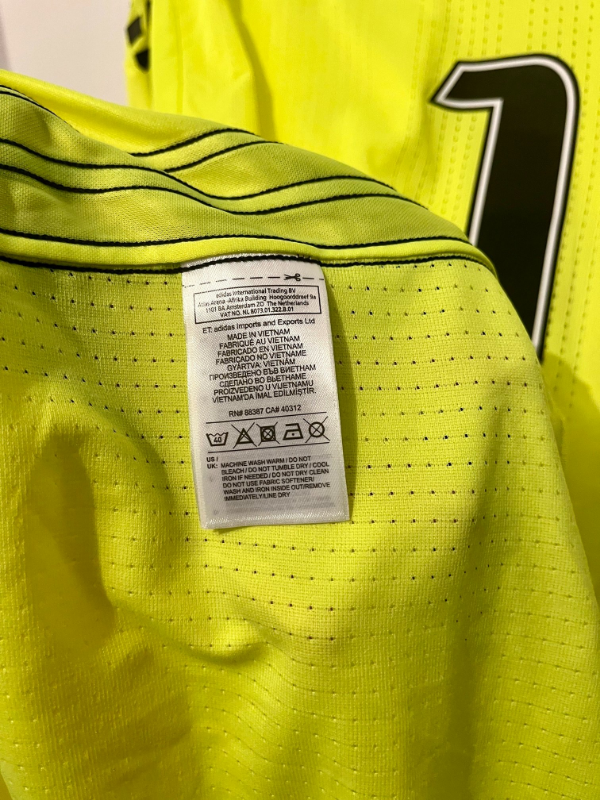 1
adidas International Trading BV
Atlas Arena -Afrika Building Hoogoorddreef 9a
1101 BA Amsterdam ZO The Netherlands
VAT NO. NL 8073.01.322.B.01
ET: adidas Imports and Exports Ltd
MADE IN VIETNAM
FABRIQUÉ AU VIETNAM
FABRICADO EN VIETNAM
FABRICADO NO VIETNAME
GYÁRTVA: VIETNÁM
ПРОИЗВЕДЕНО ВЪВ ВИЕТНАМ
СДЕЛАНО ВО ВЬЕТНАМЕ
PROIZVEDENO U VIJETNAMU
VIETNAM'DA İMAL EDİLMİŞTİR.
RN# 88387 CA# 40312
40
US /
UK: MACHINE WASH WARM / DO NOT
BLEACH / DO NOT TUMBLE DRY / COOL
IRON IF NEEDED / DO NOT DRY CLEAN
DO NOT USE FABRIC SOFTENER/
WASH AND IRON INSIDE OUT/REMOVE
IMMEDIATELY/LINE DRY